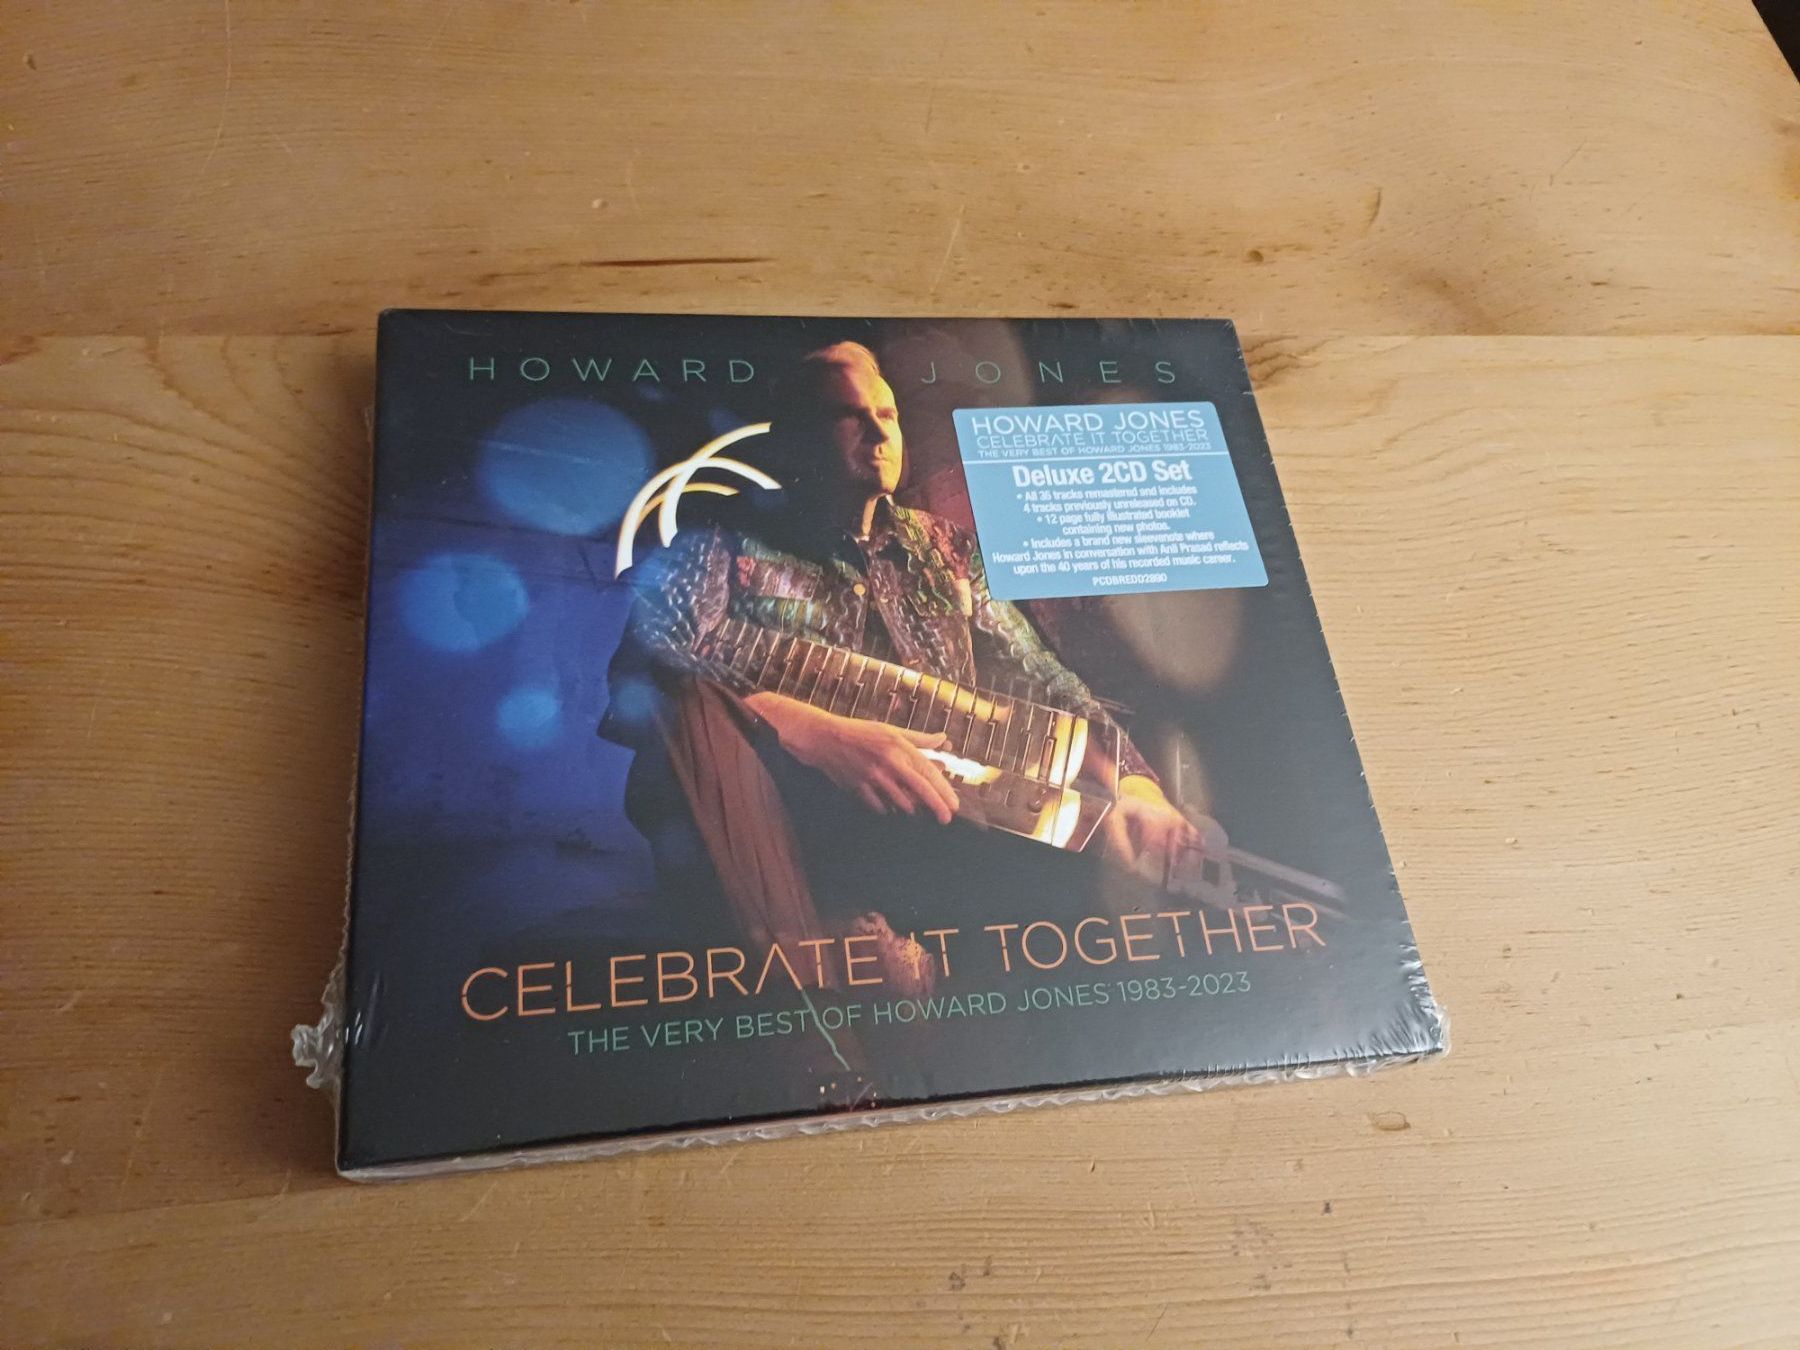 HOWARD JONES
HOWARD JONES
CELEBRATE IT TOGETHER
THE VERY BEST OF HOWARD JONES 1983-2023
Deluxe 2CD Set
• All 35 tracks remastered and includes
4 tracks previously unreleased on CD.
• 12 page fully illustrated booklet
containing new photos.
• Includes a brand new sleevenote where
Howard Jones in conversation with Anil Prasad reflects
upon the 40 years of his recorded music career.
PCDBREDD2890
CELEBRATE IT TOGETHER
THE VERY BEST OF HOWARD JONES 1983-2023